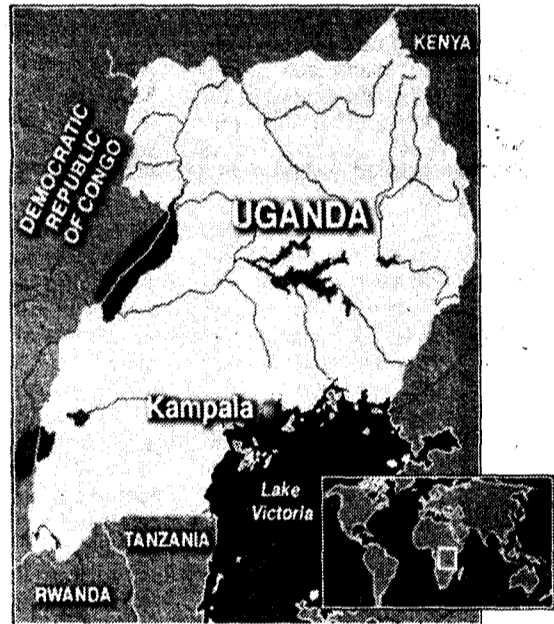 KENYA
DEMOCRATIC
REPUBLIC
OF CONGO
UGANDA
Kampala
Lake
Victoria
TANZANIA
RWANDA